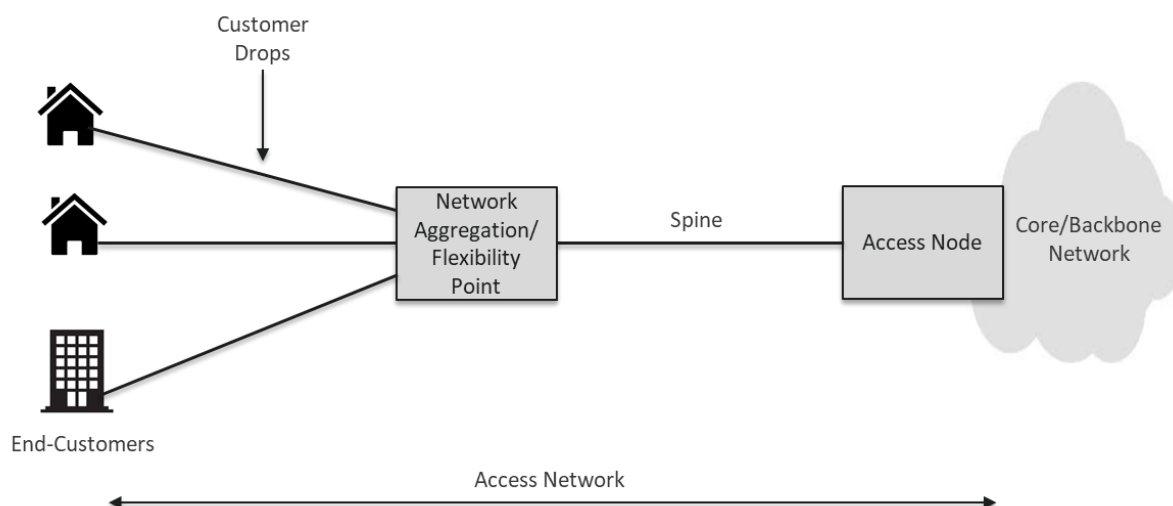 Customer
Drops
Network
Aggregation/
Flexibility
Point
Spine
Access Node
Core/Backbone
Network
End-Customers
Access Network